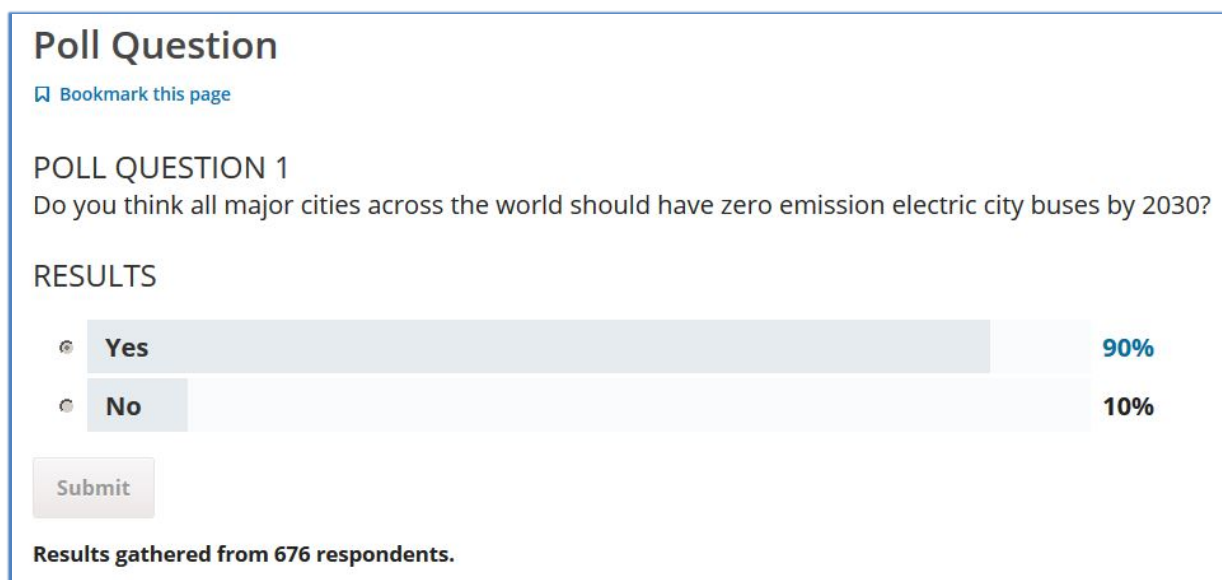 Poll Question
Bookmark this page
POLL QUESTION 1
Do you think all major cities across the world should have zero emission electric city buses by 2030?
RESULTS
Yes 90%
No 10%
Submit
Results gathered from 676 respondents.